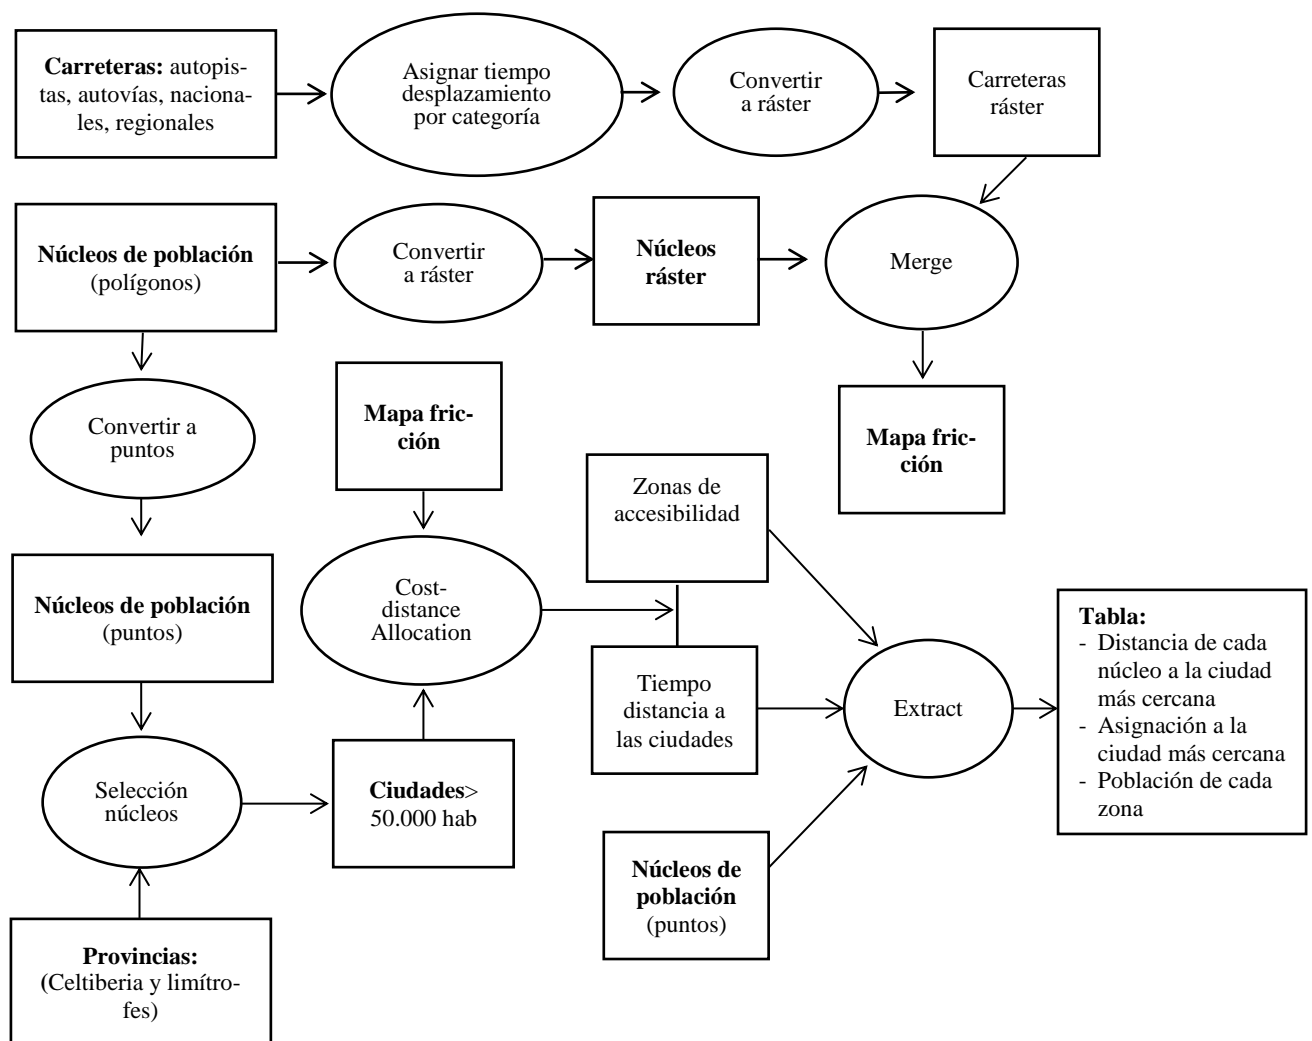 Carreteras: autopis-
tas, autovías, naciona-
les, regionales
Asignar tiempo
desplazamiento
por categoría
Convertir
a ráster
Carreteras
ráster
Núcleos de población
(polígonos)
Convertir
a ráster
Núcleos
ráster
Merge
Convertir a
puntos
Mapa fric-
ción
Mapa fric-
ción
Zonas de
accesibilidad
Núcleos de población
(puntos)
Cost-
distance
Allocation
Tiempo
distancia a
las ciudades
Extract
Tabla:
- Distancia de cada
núcleo a la ciudad
más cercana
- Asignación a la
ciudad más cercana
- Población de cada
zona
Selección
núcleos
Ciudades>
50.000 hab
Núcleos de
población
(puntos)
Provincias:
(Celtiberia y limítro-
fes)